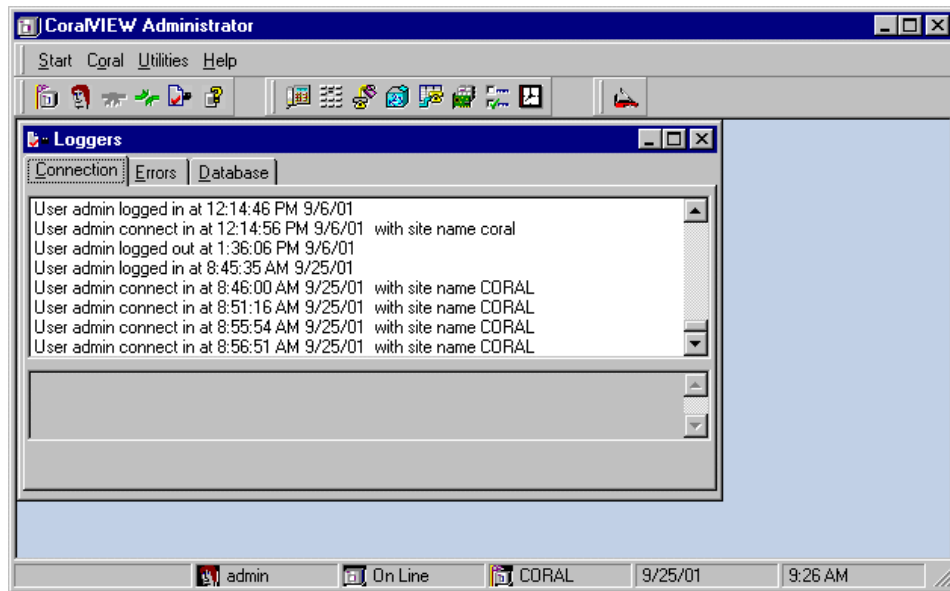 CoralVIEW Administrator
Start Coral Utilities Help
Loggers
Connection Errors Database
User admin logged in at 12:14:46 PM 9/6/01
User admin connect in at 12:14:56 PM 9/6/01 with site name coral
User admin logged out at 1:36:06 PM 9/6/01
User admin logged in at 8:45:35 AM 9/25/01
User admin connect in at 8:46:00 AM 9/25/01 with site name CORAL
User admin connect in at 8:51:16 AM 9/25/01 with site name CORAL
User admin connect in at 8:55:54 AM 9/25/01 with site name CORAL
User admin connect in at 8:56:51 AM 9/25/01 with site name CORAL
admin On Line CORAL 9/25/01 9:26 AM